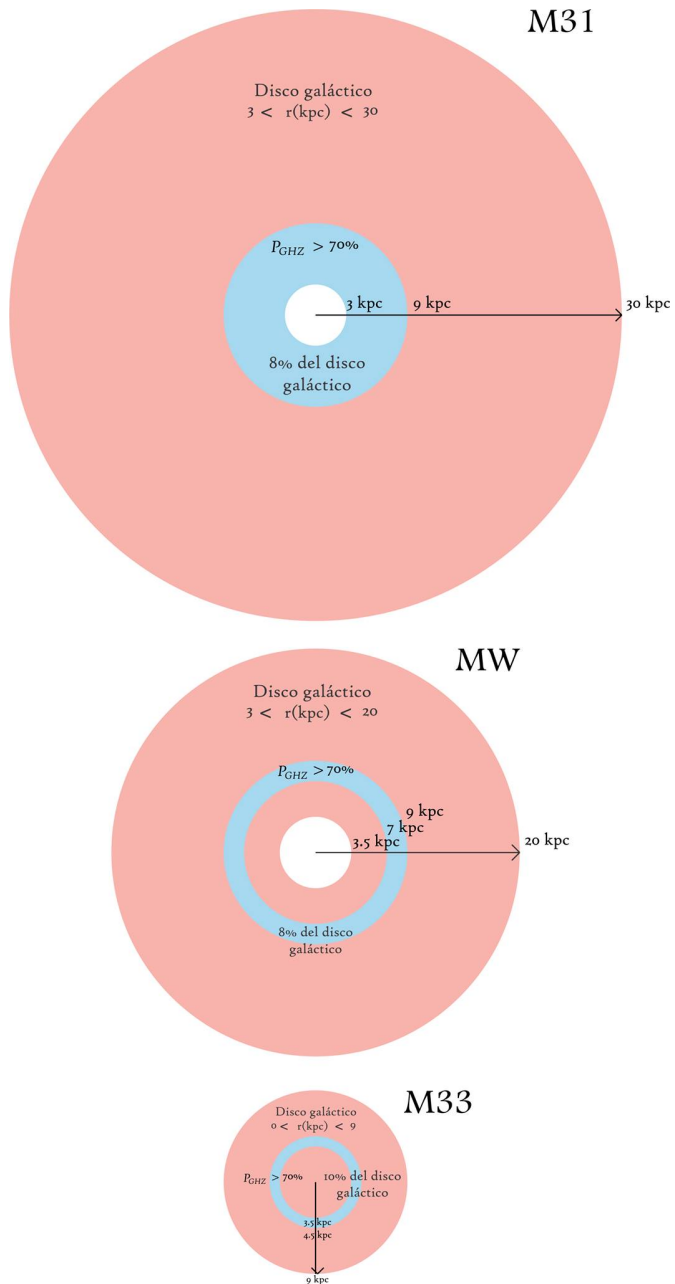 M31
Disco galáctico
3 < r(kpc) < 30
P_GHZ > 70%
3 kpc
9 kpc
30 kpc
8% del disco
galáctico
MW
Disco galáctico
3 < r(kpc) < 20
P_GHZ > 70%
9 kpc
7 kpc
3.5 kpc
20 kpc
8% del disco
galáctico
M33
Disco galáctico
0 < r(kpc) < 9
P_GHZ > 70%
10% del disco
galáctico
3.5 kpc
4.5 kpc
9 kpc